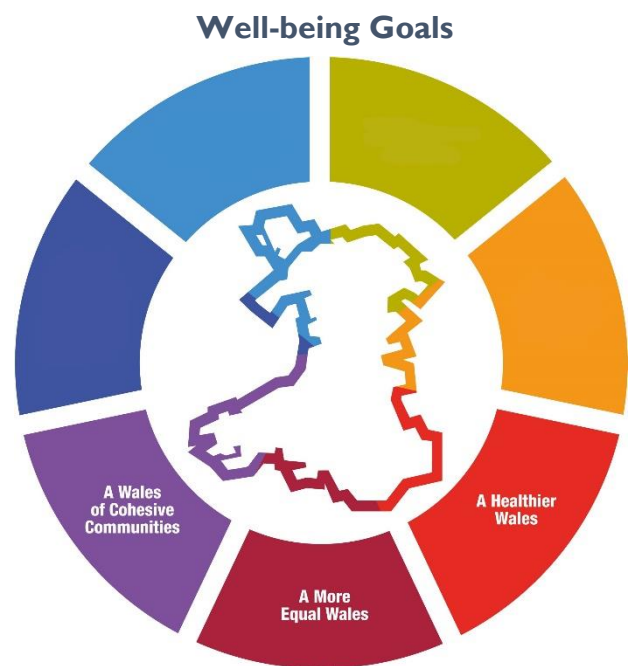 Well-being Goals
A Wales
of Cohesive
Communities
A More
Equal Wales
A Healthier
Wales